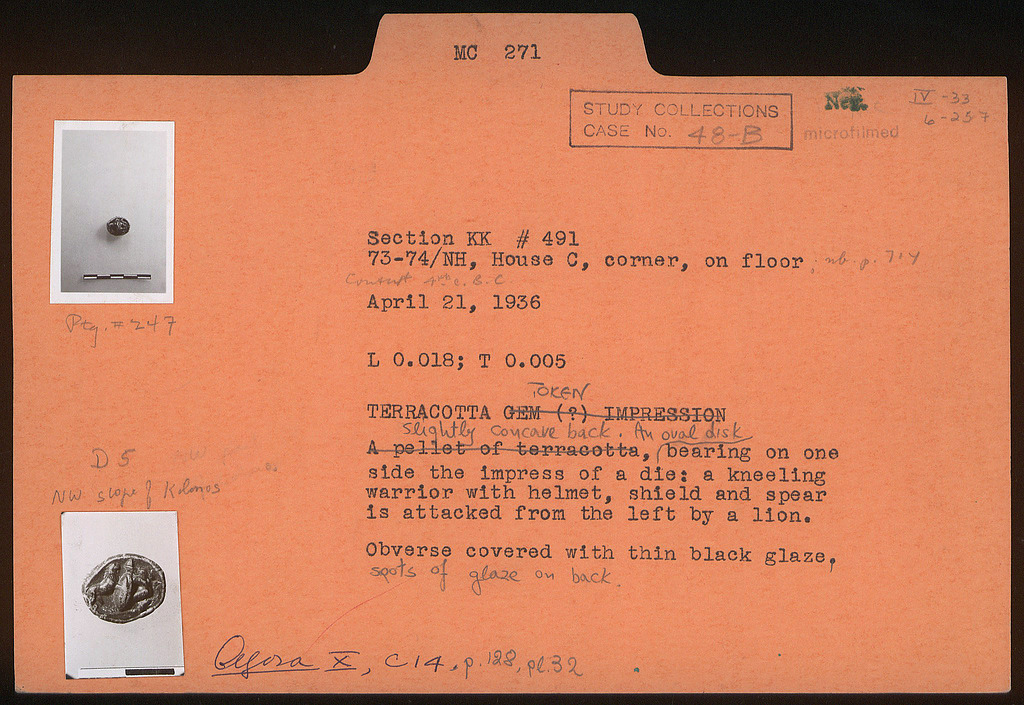 MC 271
STUDY COLLECTIONS
CASE No. 48-B
Neg.
microfilmed
IV -33
6-257
Section KK # 491
73-74/NH, House C, corner, on floor; nb. p. 714
Context 4th c. B.C
April 21, 1936
Ptg. # 247
L 0.018; T 0.005
TOKEN
TERRACOTTA GEM (?) IMPRESSION
slightly concave back. An oval disk
A pellet of terracotta, bearing on one
side the impress of a die: a kneeling
warrior with helmet, shield and spear
is attacked from the left by a lion.
D5
NW slope of Kolonos
Obverse covered with thin black glaze,
spots of glaze on back.
Agora X, C14, p.128, pl.32